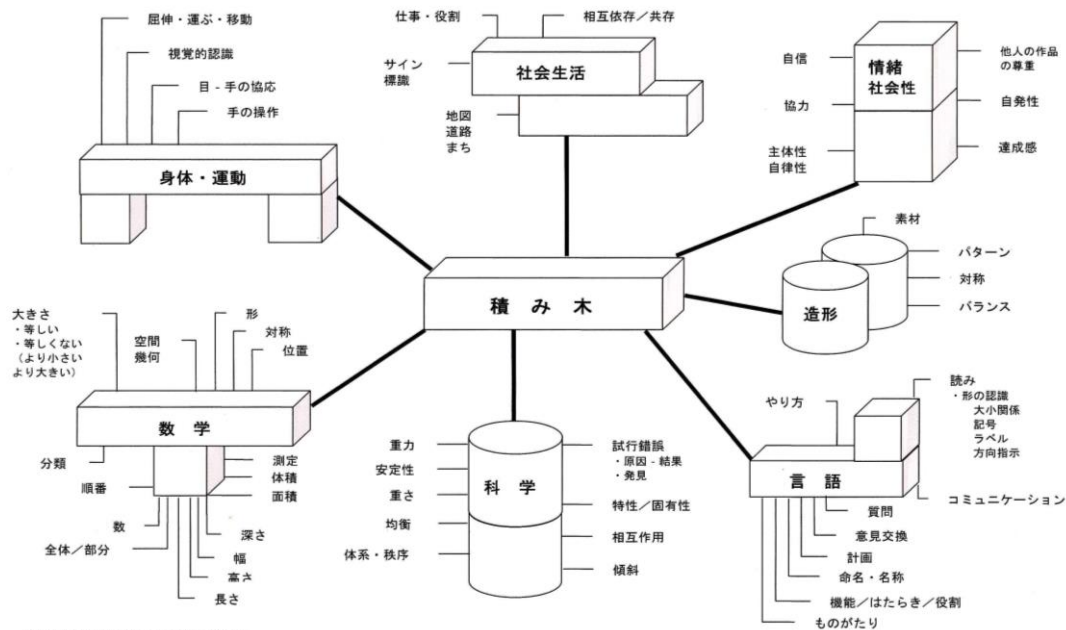 屈伸・運ぶ・移動
視覚的認識
目 - 手の協応
手の操作
身体・運動
仕事・役割
相互依存／共存
サイン
標識
社会生活
地図
道路
まち
自信
協力
主体性
自律性
情緒
社会性
他人の作品
の尊重
自発性
達成感
積み木
素材
パターン
対称
バランス
造形
大きさ
・等しい
・等しくない
（より小さい
より大きい）
空間
幾何
形
対称
位置
数学
分類
順番
数
全体／部分
測定
体積
面積
深さ
幅
高さ
長さ
重力
安定性
重さ
均衡
体系・秩序
科学
試行錯誤
・原因 - 結果
・発見
特性／固有性
相互作用
傾斜
やり方
読み
・形の認識
大小関係
記号
ラベル
方向指示
言語
コミュニケーション
質問
意見交換
計画
命名・名称
機能／はたらき／役割
ものがたり